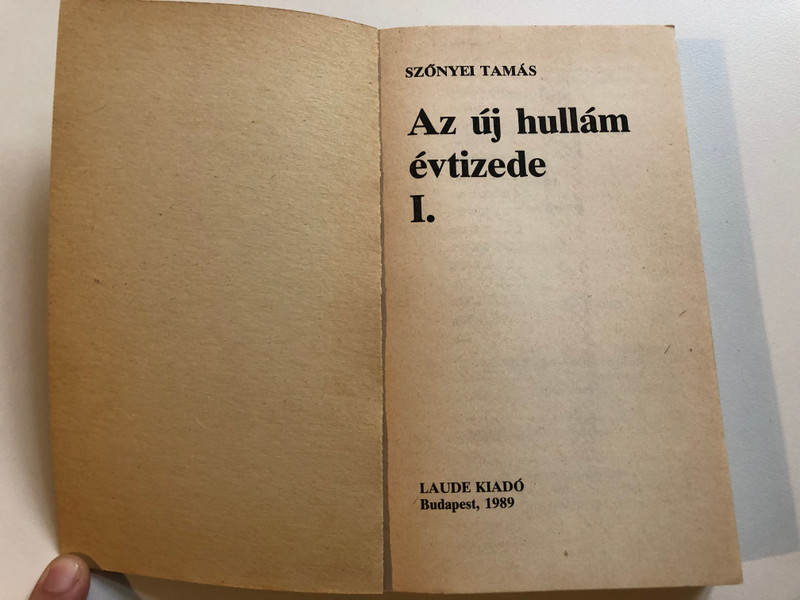 SZŐNYEI TAMÁS
Az új hullám
évtizede
I.
LAUDE KIADÓ
Budapest, 1989